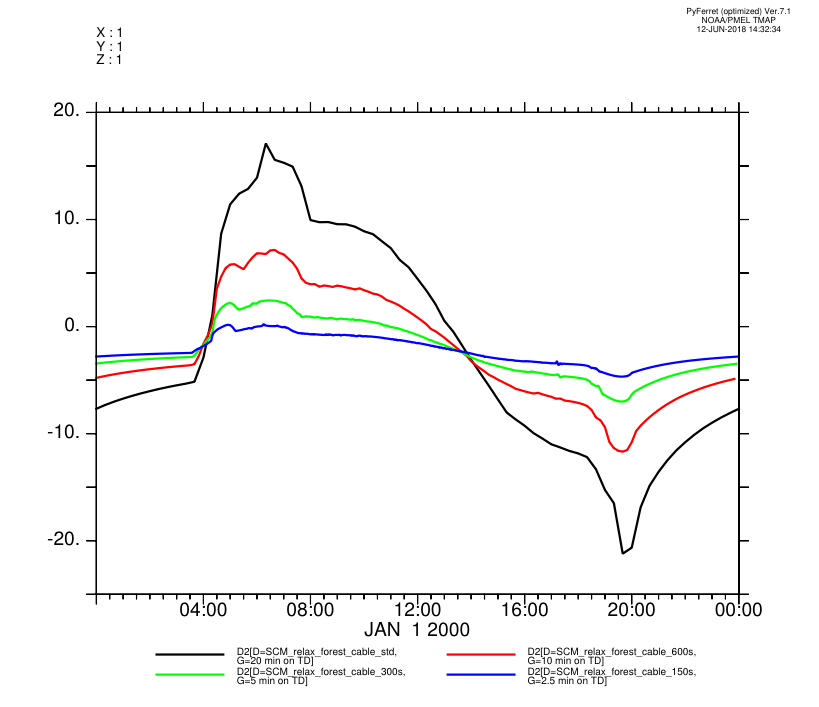 PyFerret (optimized) Ver.7.1
NOAA/PMEL TMAP
12-JUN-2018 14:32:34
X : 1
Y : 1
Z : 1
20.
10.
0.
-10.
-20.
04:00 08:00 12:00 16:00 20:00 00:00
JAN 1 2000
D2[D=SCM_relax_forest_cable_std,
G=20 min on TD]
D2[D=SCM_relax_forest_cable_600s,
G=10 min on TD]
D2[D=SCM_relax_forest_cable_300s,
G=5 min on TD]
D2[D=SCM_relax_forest_cable_150s,
G=2.5 min on TD]